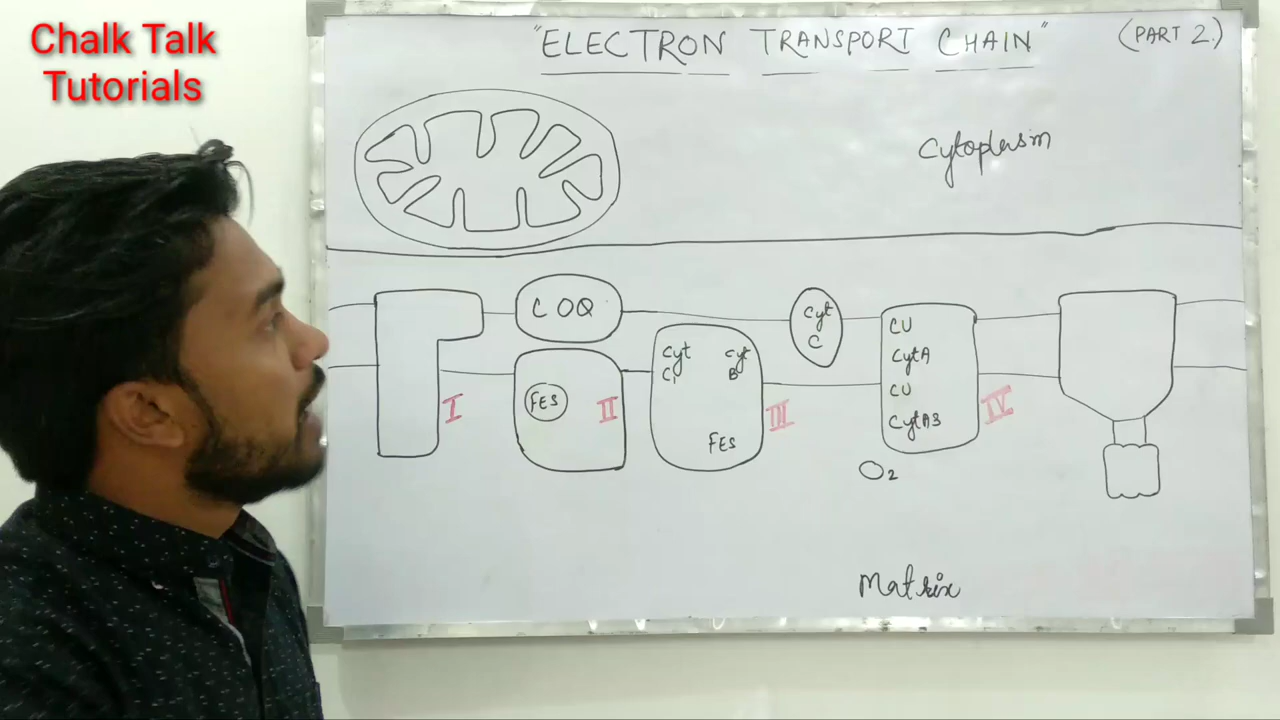 Chalk Talk
Tutorials
"ELECTRON TRANSPORT CHAIN"
(PART 2.)
Cytoplasm
COQ
FES
I
II
Cyt
C1
Cyt
B
FES
III
Cyt
C
CU
CytA
CU
CytA3
IV
O2
Matrix